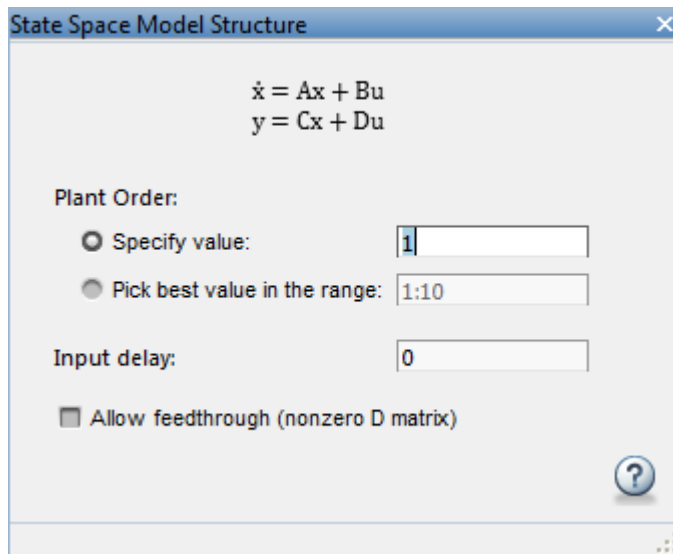 State Space Model Structure
ẋ = Ax + Bu
y = Cx + Du
Plant Order:
Specify value: 1
Pick best value in the range: 1:10
Input delay: 0
Allow feedthrough (nonzero D matrix)
?